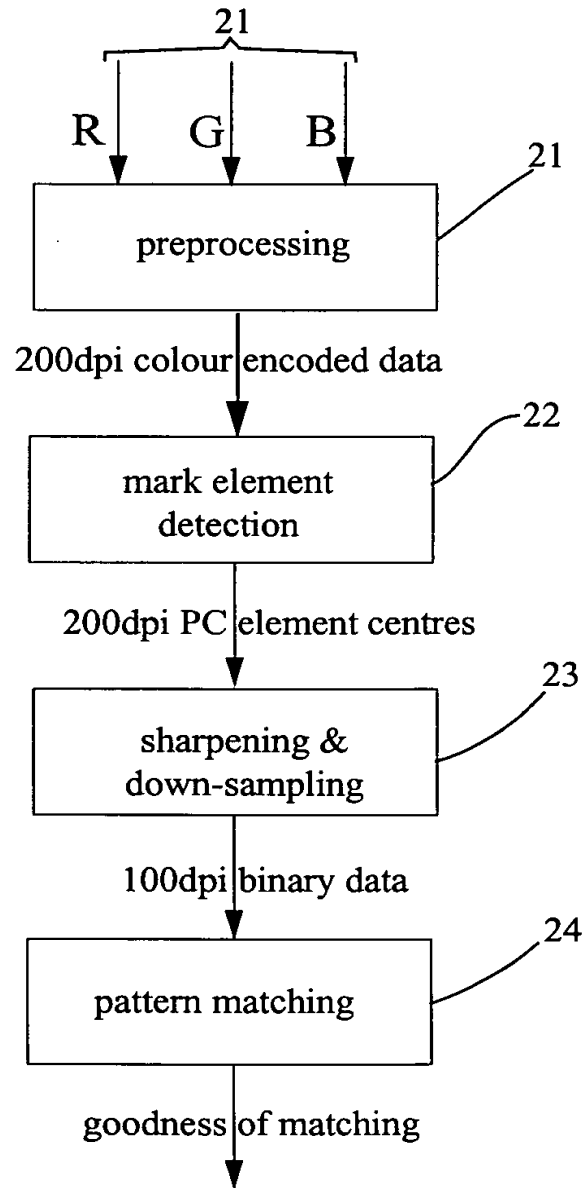 21
R G B
21
preprocessing
200dpi colour encoded data
22
mark element
detection
200dpi PC element centres
23
sharpening &
down-sampling
100dpi binary data
24
pattern matching
goodness of matching